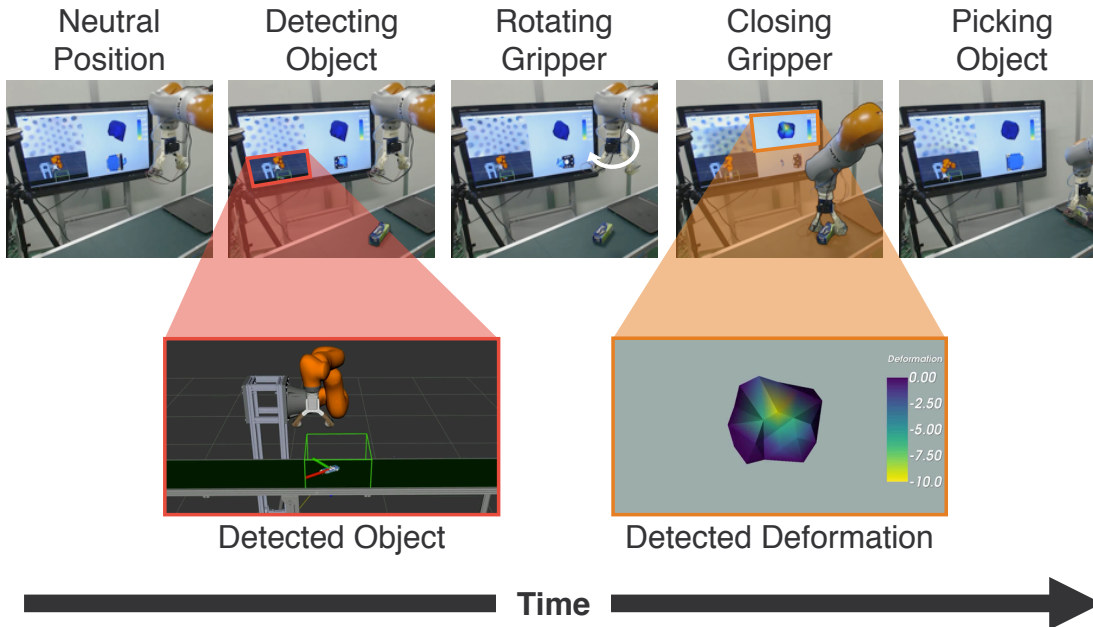 Neutral
Position
Detecting
Object
Rotating
Gripper
Closing
Gripper
Picking
Object
Deformation
0.00
-2.50
-5.00
-7.50
-10.0
Detected Object
Detected Deformation
Time